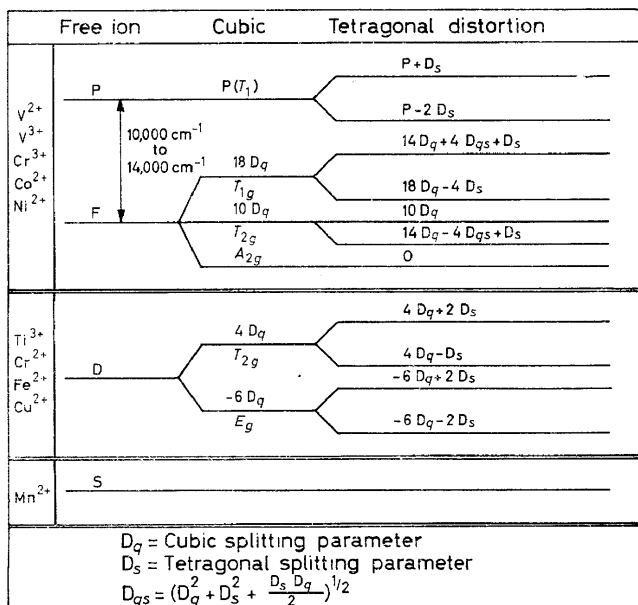 Free ion Cubic Tetragonal distortion
P+Ds
P P(T1)
V2+ P-2 Ds
V3+ 10,000 cm-1
to
14,000 cm-1
14 Dq+4 Dqs+Ds
Cr3+ 18 Dq
Co2+ T1g 18 Dq-4 Ds
Ni2+ F 10 Dq 10 Dq
T2g 14 Dq-4 Dqs+Ds
A2g O
4 Dq+2 Ds
Ti3+ 4 Dq
Cr2+ T2g 4 Dq-Ds
Fe2+ D -6 Dq+2 Ds
Cu2+ -6 Dq
Eg -6 Dq-2 Ds
Mn2+ S
Dq = Cubic splitting parameter
Ds = Tetragonal splitting parameter
Dqs = (Dq2 + Ds2 + Ds Dq/2)1/2